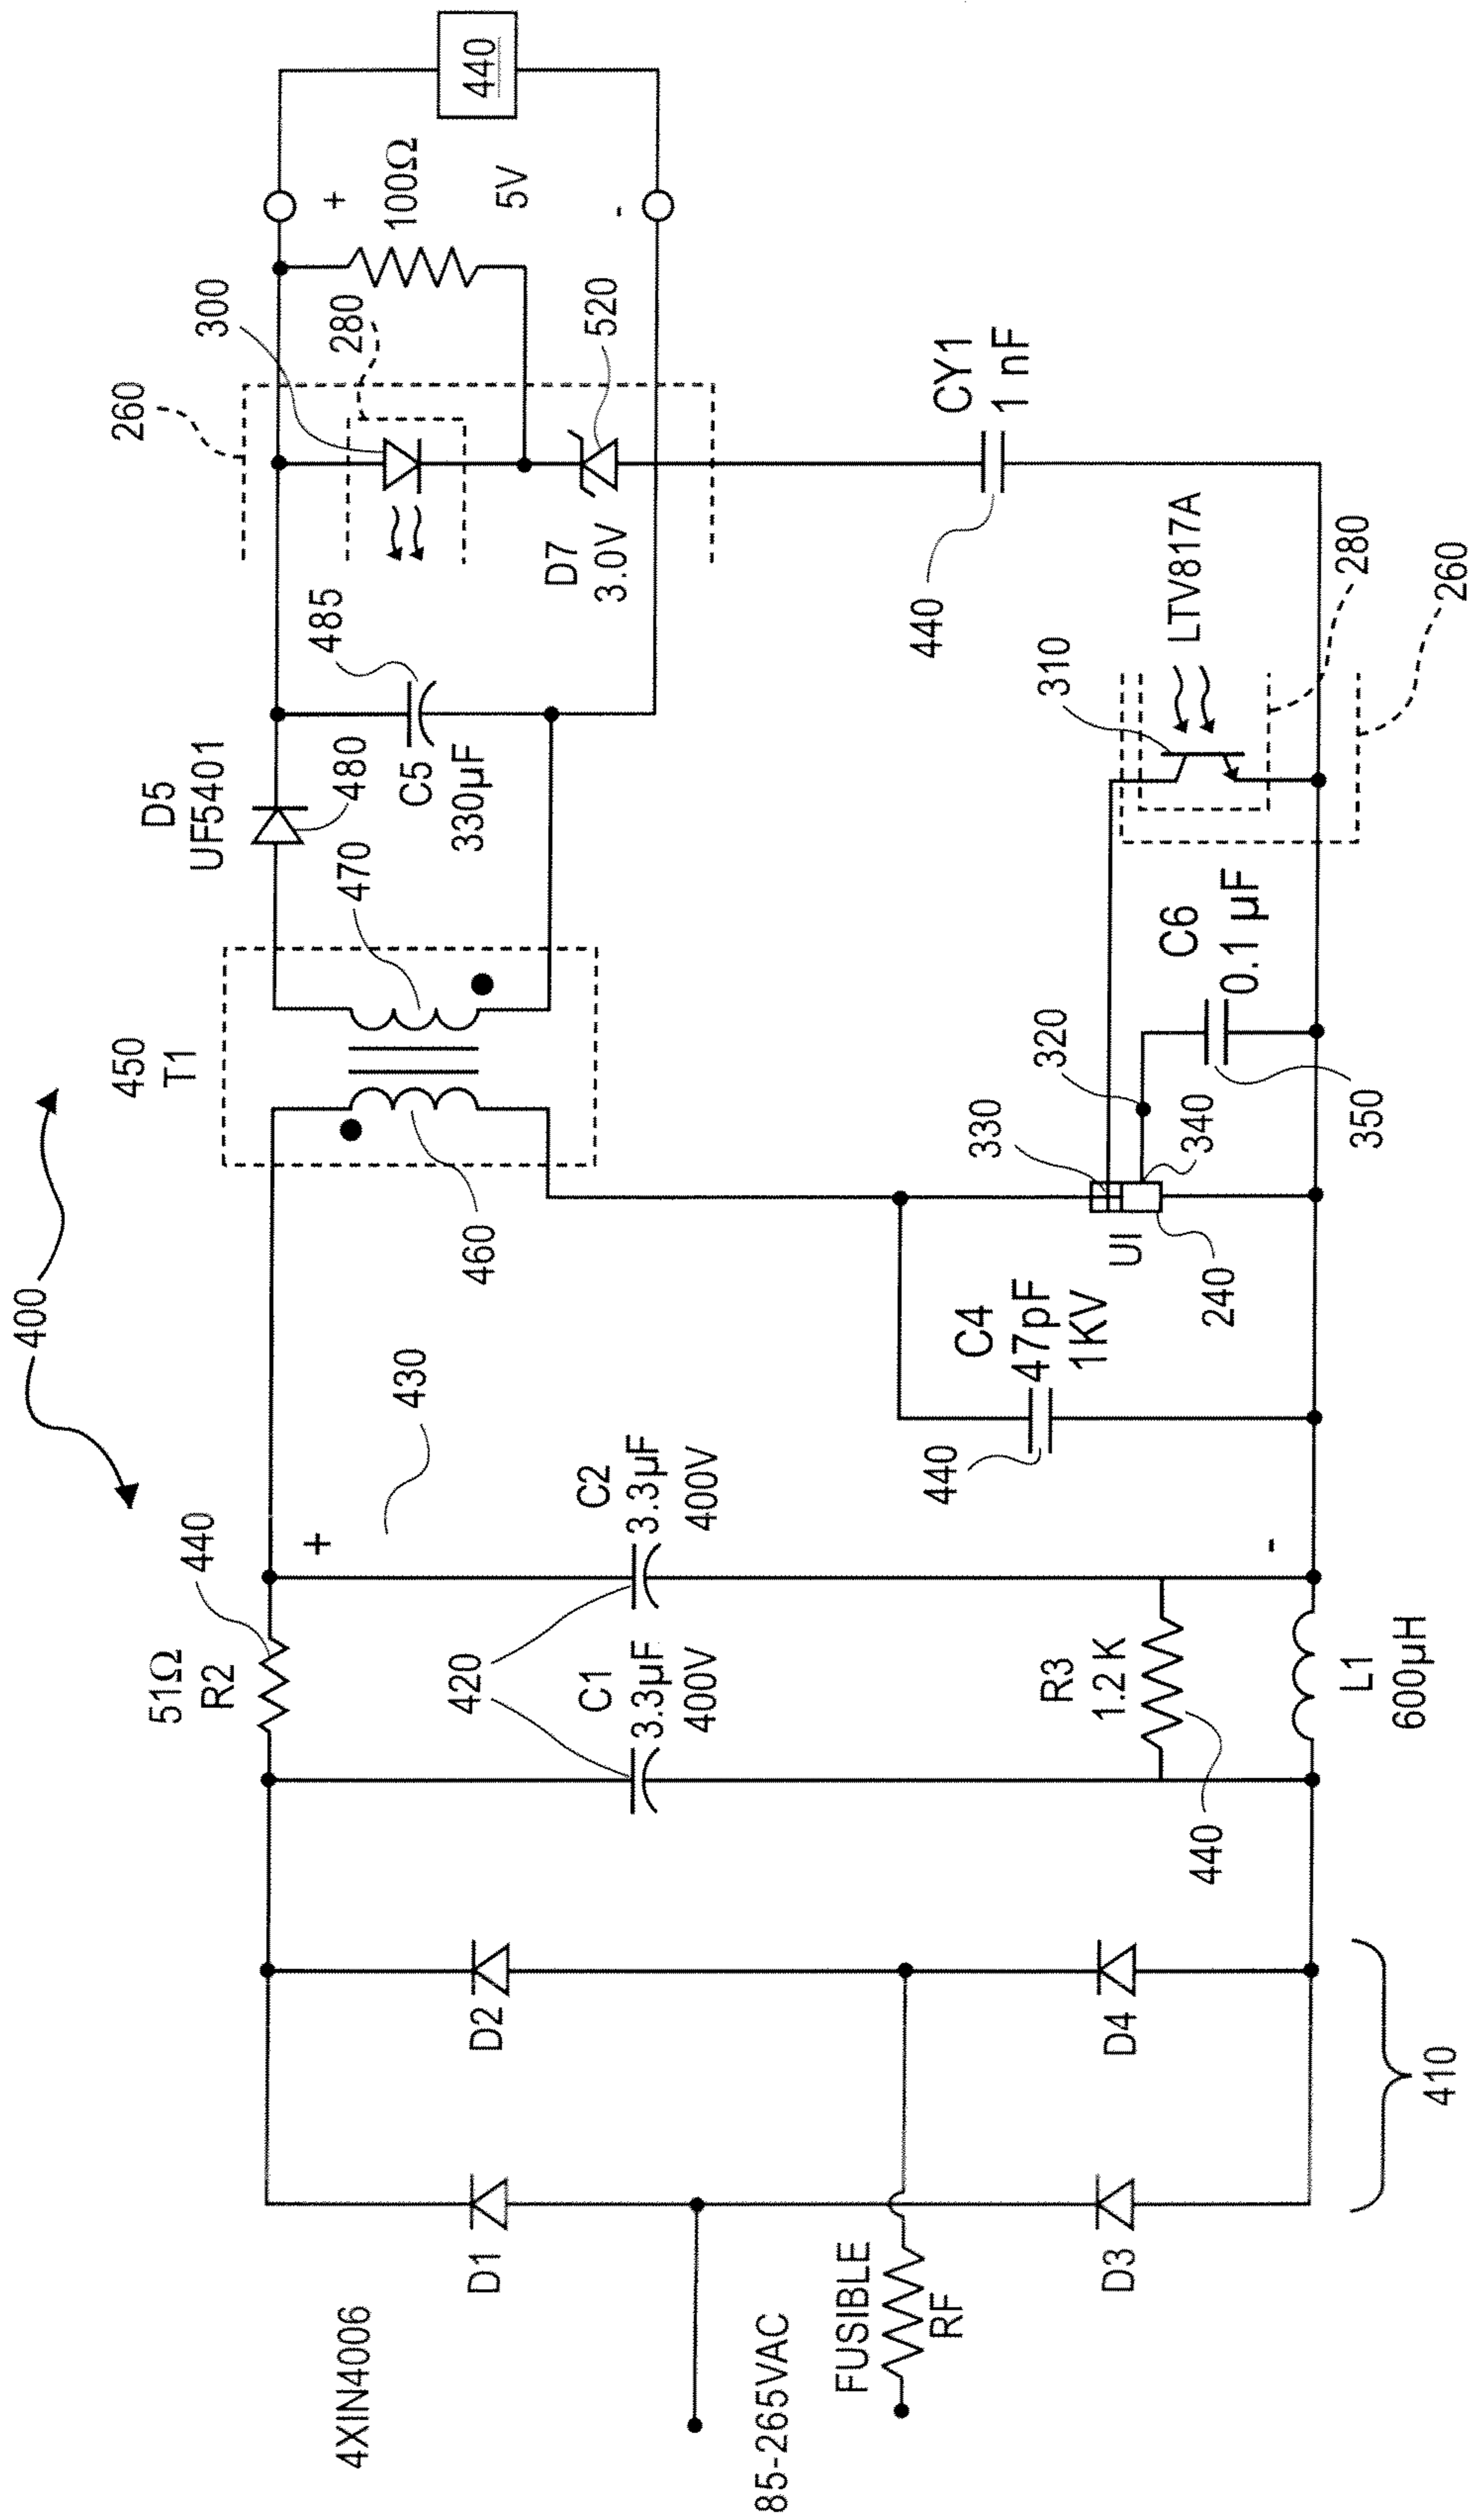 400
4XIN4006
85-265VAC
FUSIBLE
RF
D1
D2
D3
D4
410
51Ω
R2
440
420
C1
3.3µF
400V
C2
3.3µF
400V
R3
1.2 K
440
L1
600µH
+
-
430
C4
47pF
1KV
440
UI
240
330
340
320
350
C6
0.1 µF
450
T1
460
470
D5
UF5401
480
C5
330µF
485
260
300
280
D7
3.0V
520
100Ω
+
5V
-
440
CY1
1 nF
440
310
LTV817A
280
260